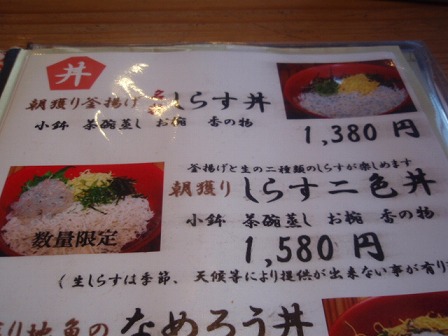 丼
朝獲り釜揚げ しらす丼
小鉢 茶碗蒸し お椀 香の物
1,380 円
釜揚げと生の二種類のしらすが楽しめます
朝獲り しらす二色丼
小鉢 茶碗蒸し お椀 香の物
数量限定
1,580 円
(生しらすは季節、天候等により提供が出来ない事が有り
地魚の なめろう丼